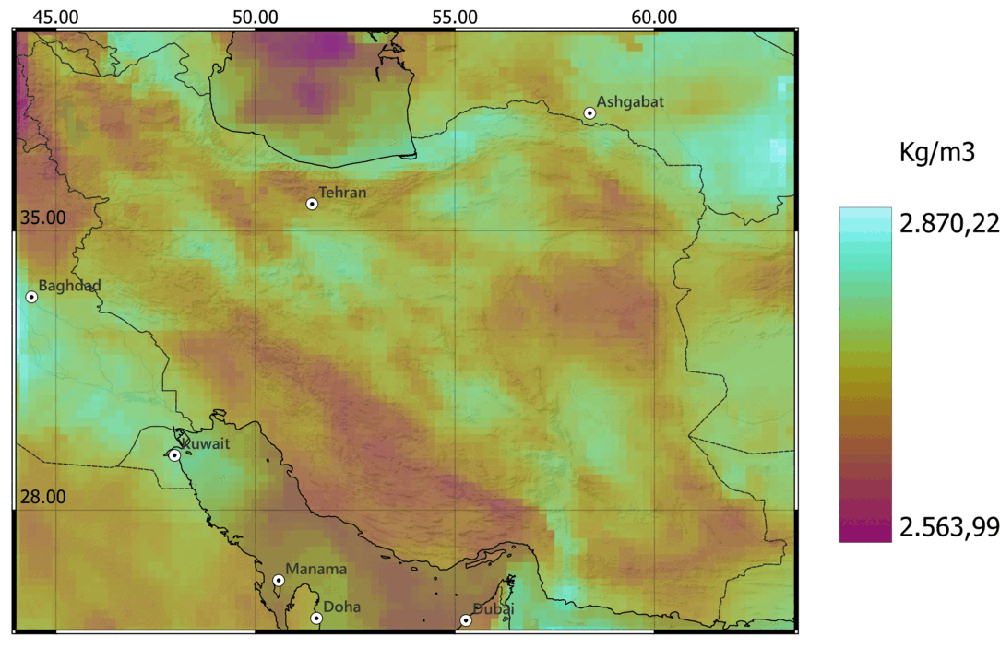 45.00 50.00 55.00 60.00
Ashgabat
Kg/m3
Tehran
35.00
2.870,22
Baghdad
Kuwait
28.00
2.563,99
Manama
Doha
Dubai